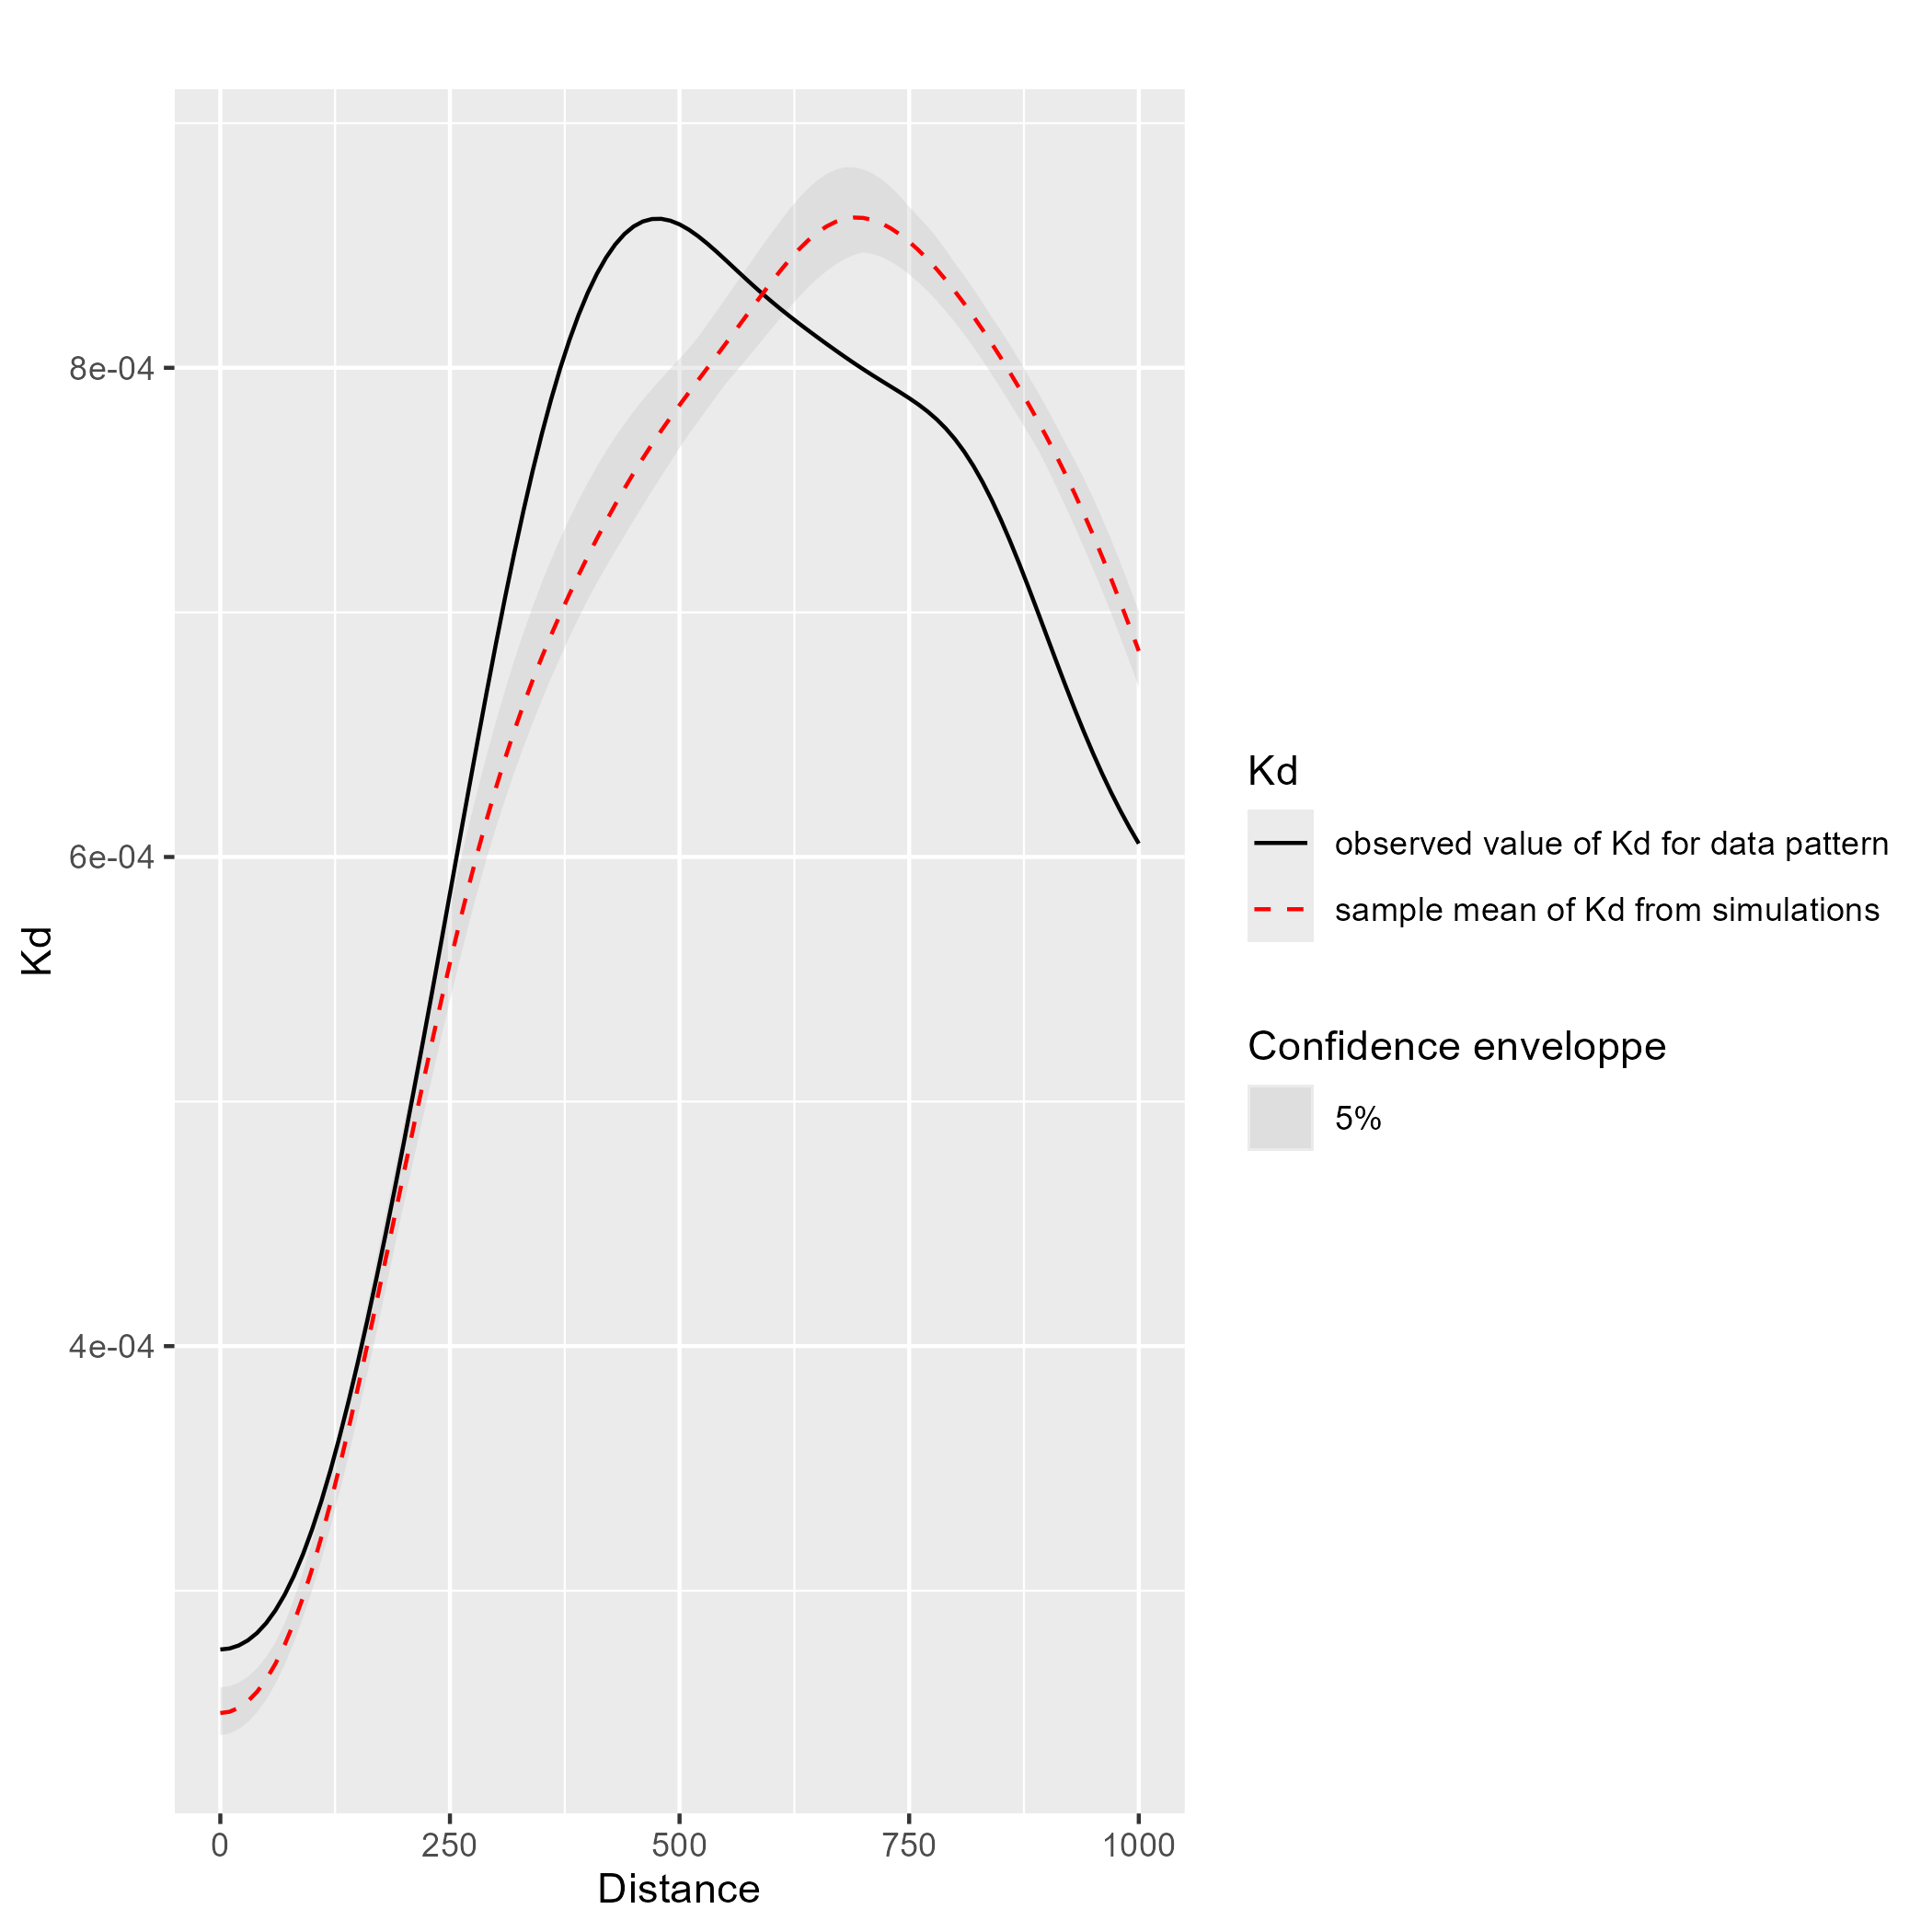 8e-04
6e-04
4e-04
Kd
0 250 500 750 1000
Distance
Kd
observed value of Kd for data pattern
sample mean of Kd from simulations
Confidence enveloppe
5%